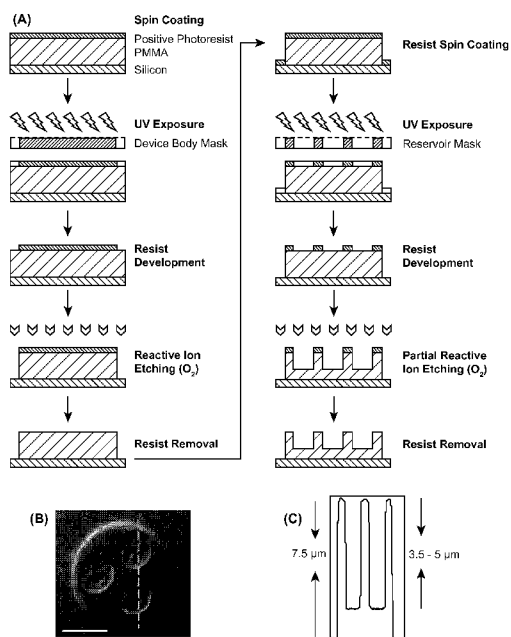 (A)
Spin Coating
Positive Photoresist
PMMA
Silicon
UV Exposure
Device Body Mask
Resist
Development
Reactive Ion
Etching (O₂)
Resist Removal
Resist Spin Coating
UV Exposure
Reservoir Mask
Resist
Development
Partial Reactive
Ion Etching (O₂)
Resist Removal
(B)
(C)
7.5 µm
3.5 - 5 µm